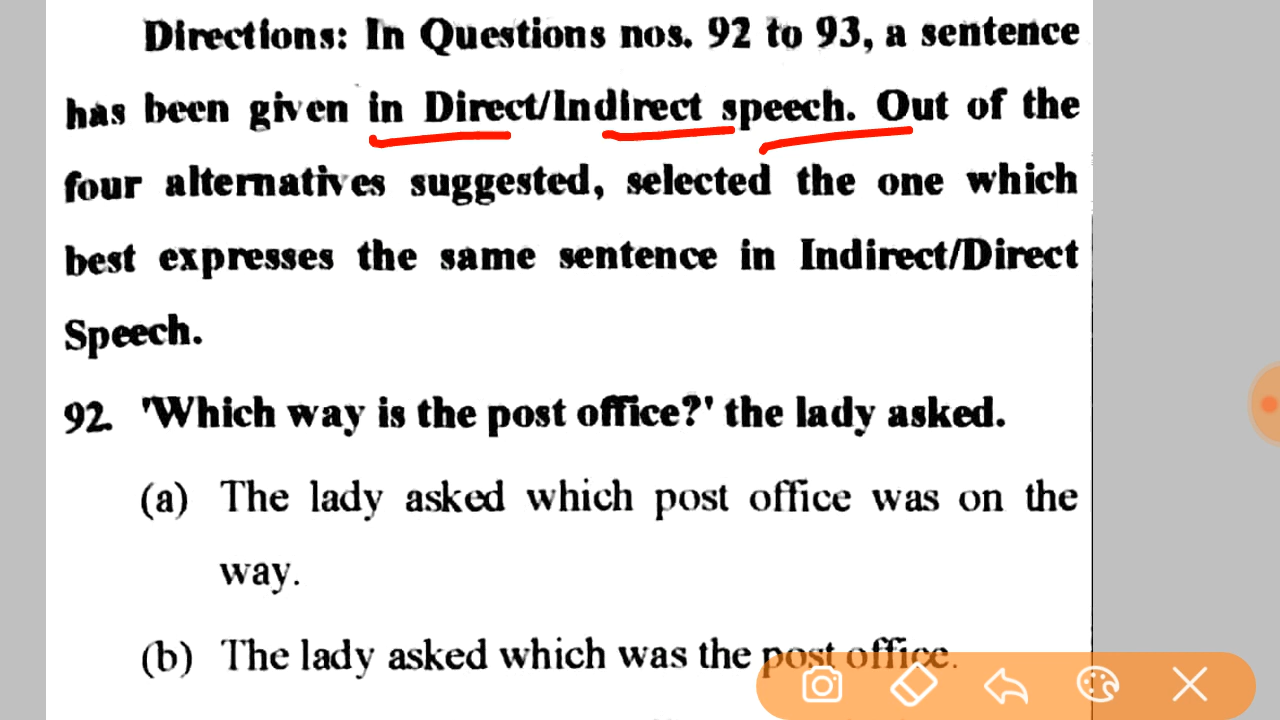 Directions: In Questions nos. 92 to 93, a sentence
has been given in Direct/Indirect speech. Out of the
four alternatives suggested, selected the one which
best expresses the same sentence in Indirect/Direct
Speech.
92. 'Which way is the post office?' the lady asked.
(a) The lady asked which post office was on the
way.
(b) The lady asked which was the post office.